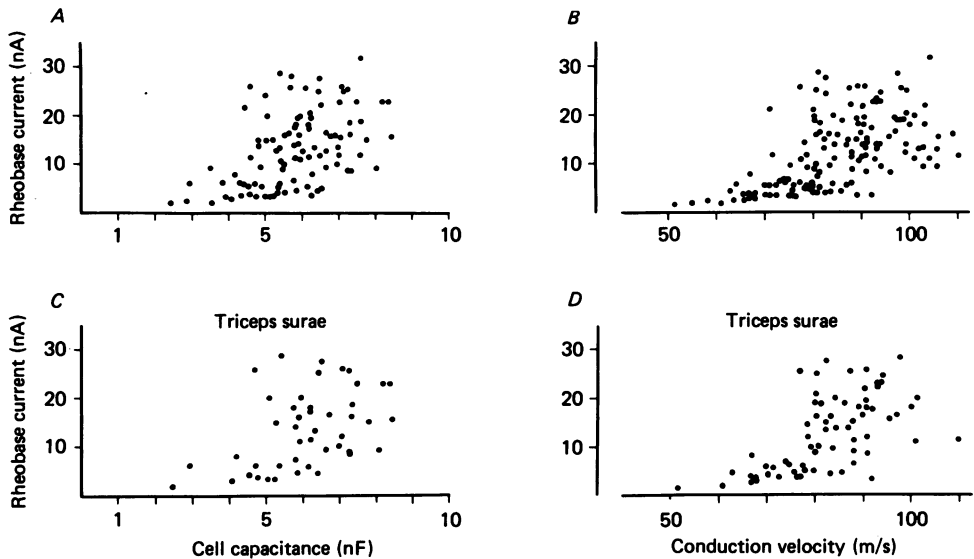 A
Rheobase current (nA)
30
20
10
1
5
10
B
30
20
10
50
100
C
Triceps surae
Rheobase current (nA)
30
20
10
1
5
10
Cell capacitance (nF)
D
Triceps surae
30
20
10
50
100
Conduction velocity (m/s)